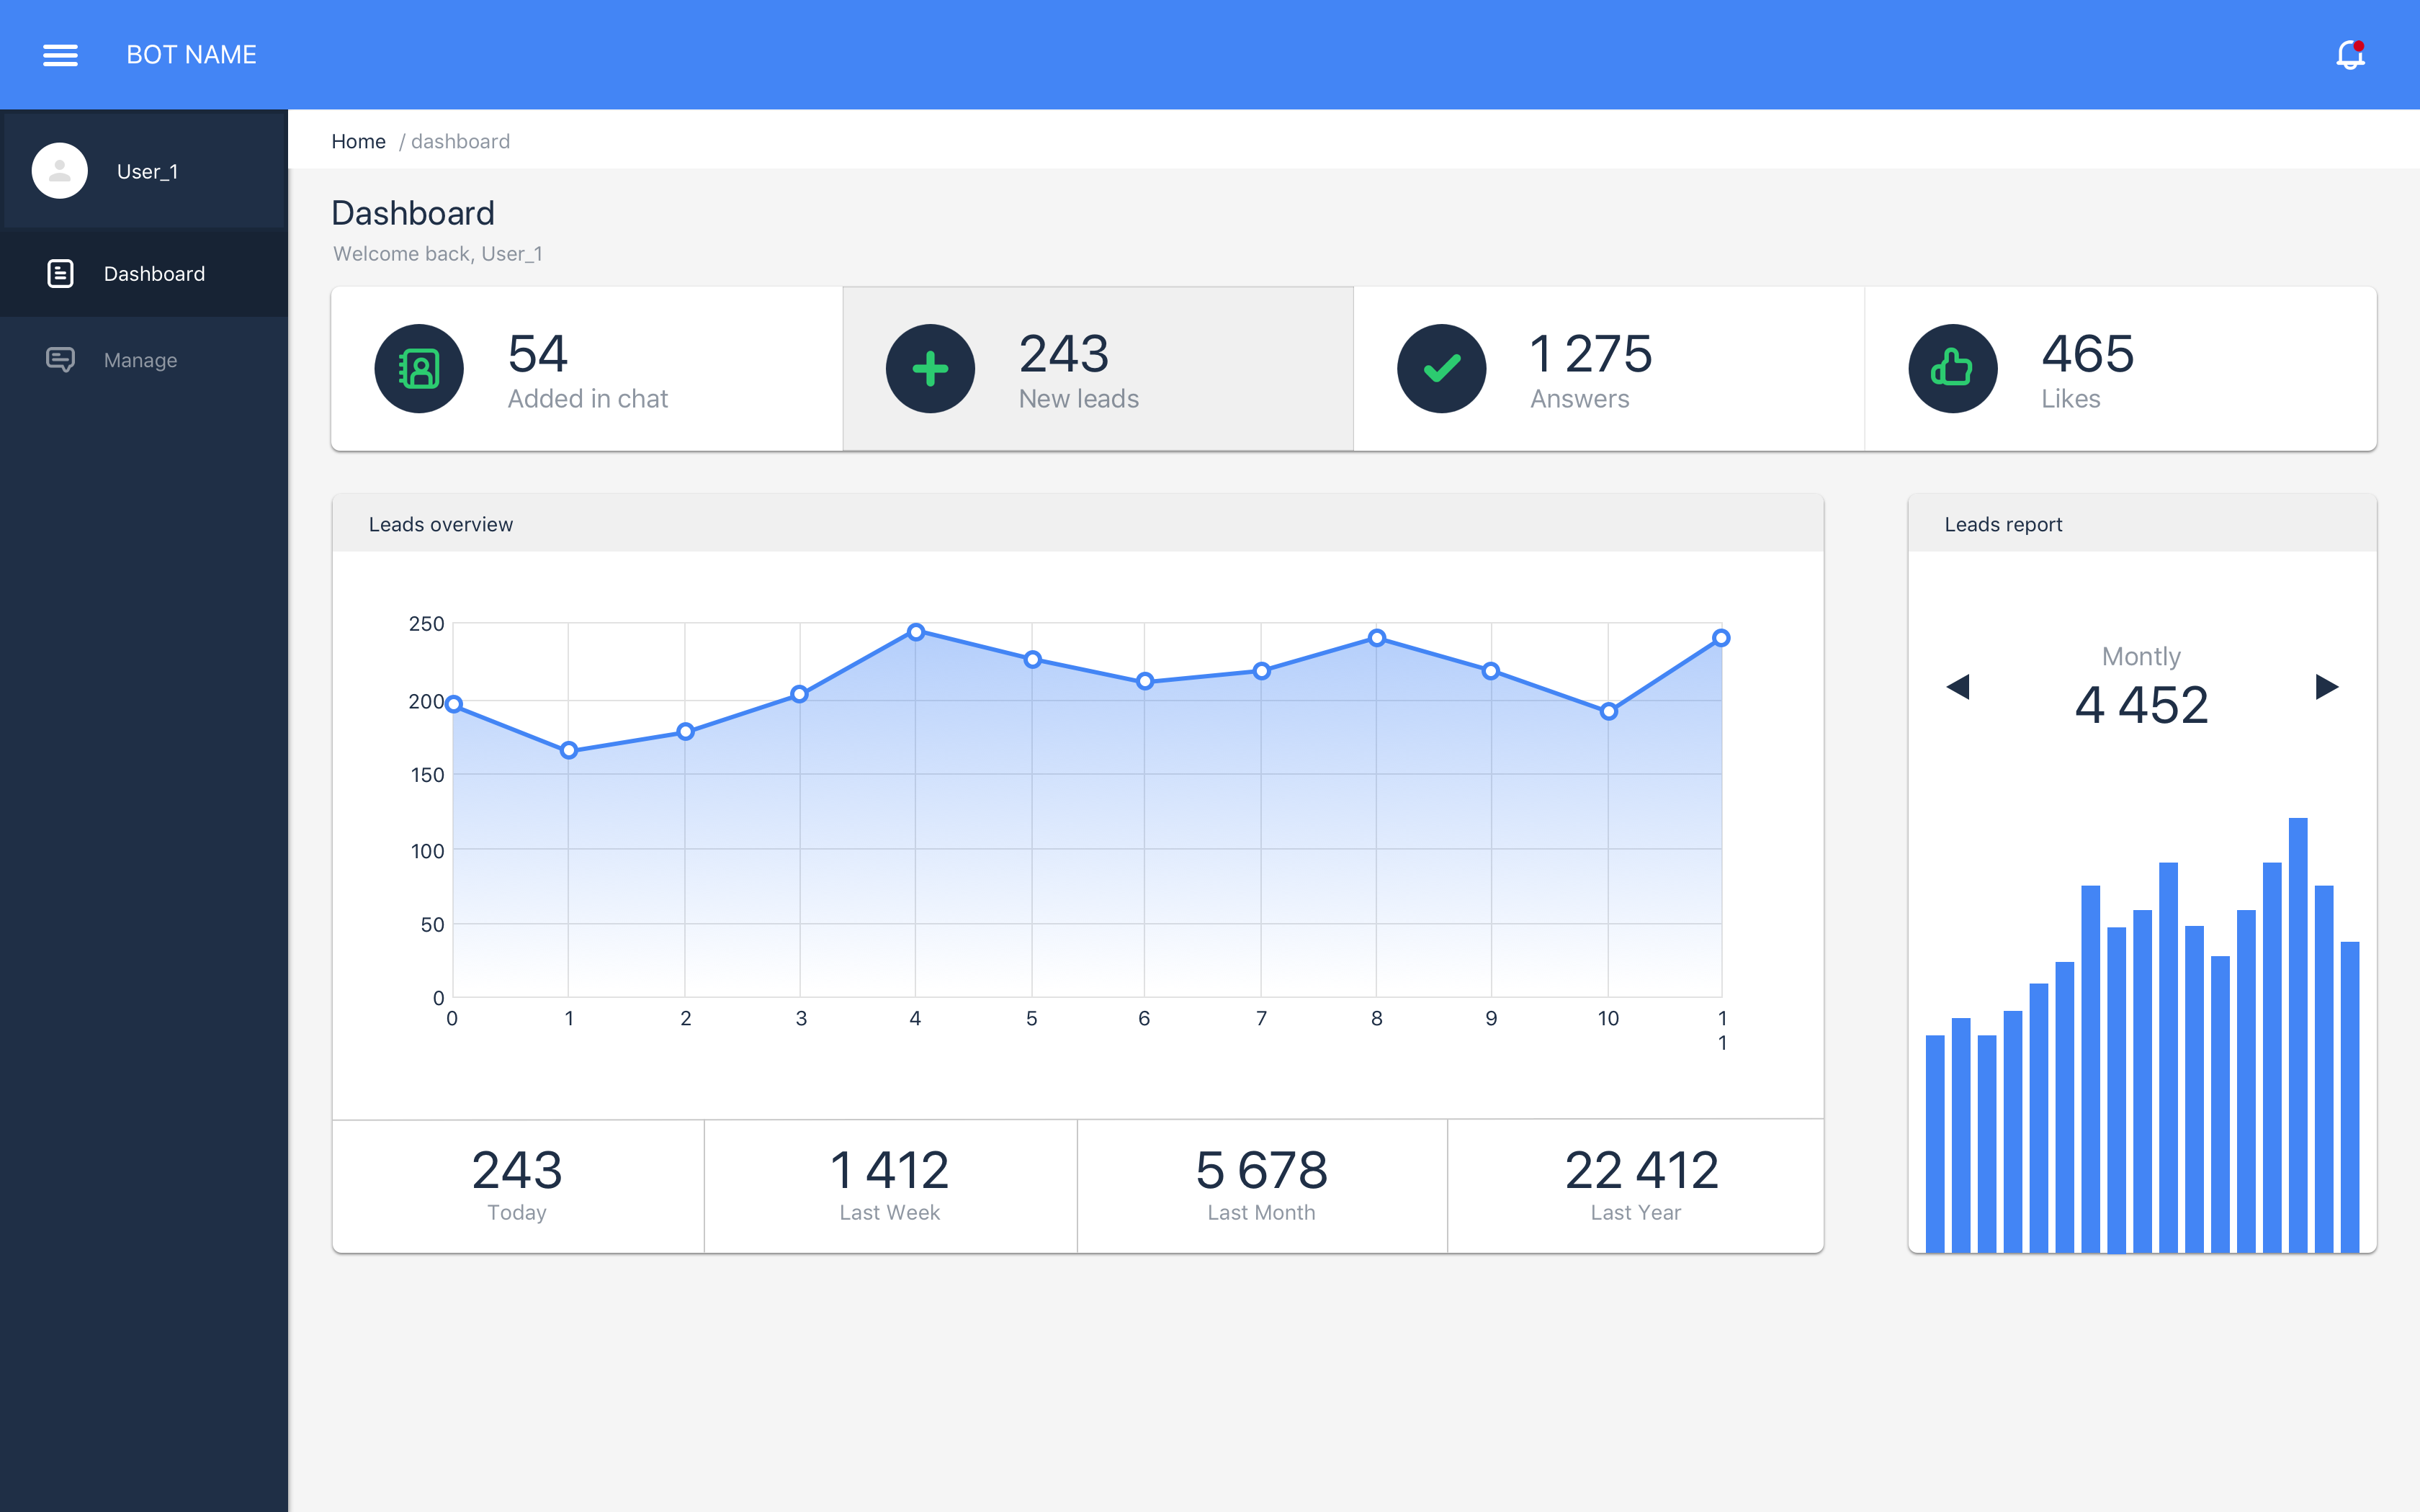 BOT NAME
Home / dashboard
User_1
Dashboard
Manage
Dashboard
Welcome back, User_1
54
Added in chat
243
New leads
1 275
Answers
465
Likes
Leads overview
250
200
150
100
50
0
0 1 2 3 4 5 6 7 8 9 10 1
1
243
Today
1 412
Last Week
5 678
Last Month
22 412
Last Year
Leads report
Montly
4 452